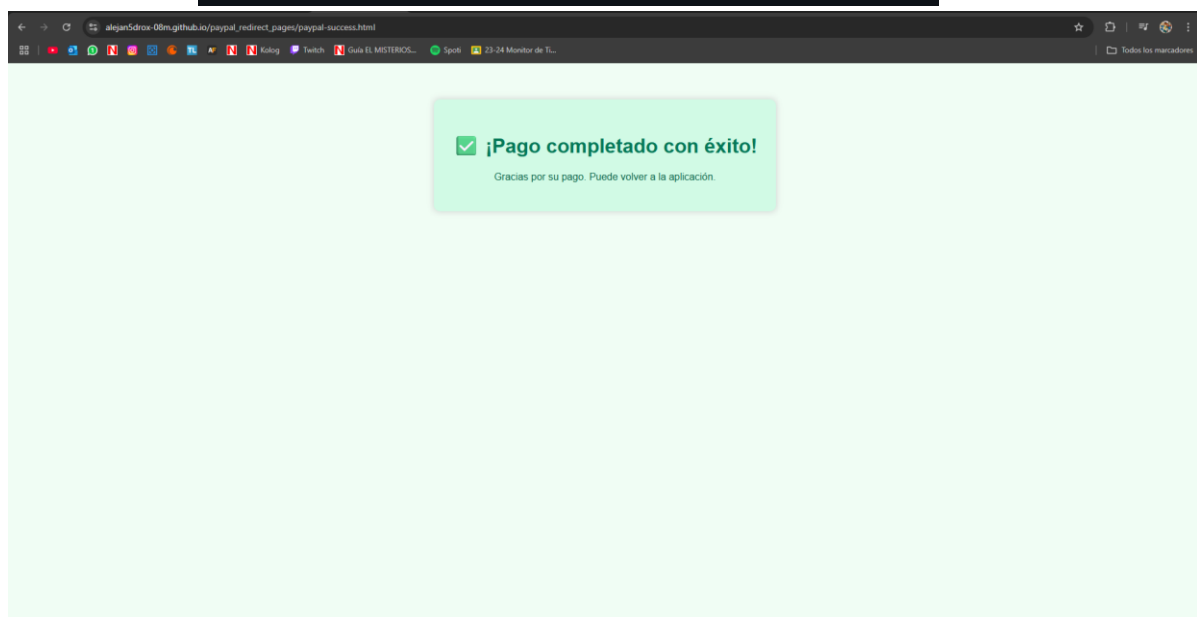 alejan5drox-08m.github.io/paypal_redirect_pages/paypal-success.html
Kolog Twitch Guía EL MISTERIOS... Spoti 23-24 Monitor de Ti... Todos los marcadores
¡Pago completado con éxito!
Gracias por su pago. Puede volver a la aplicación.